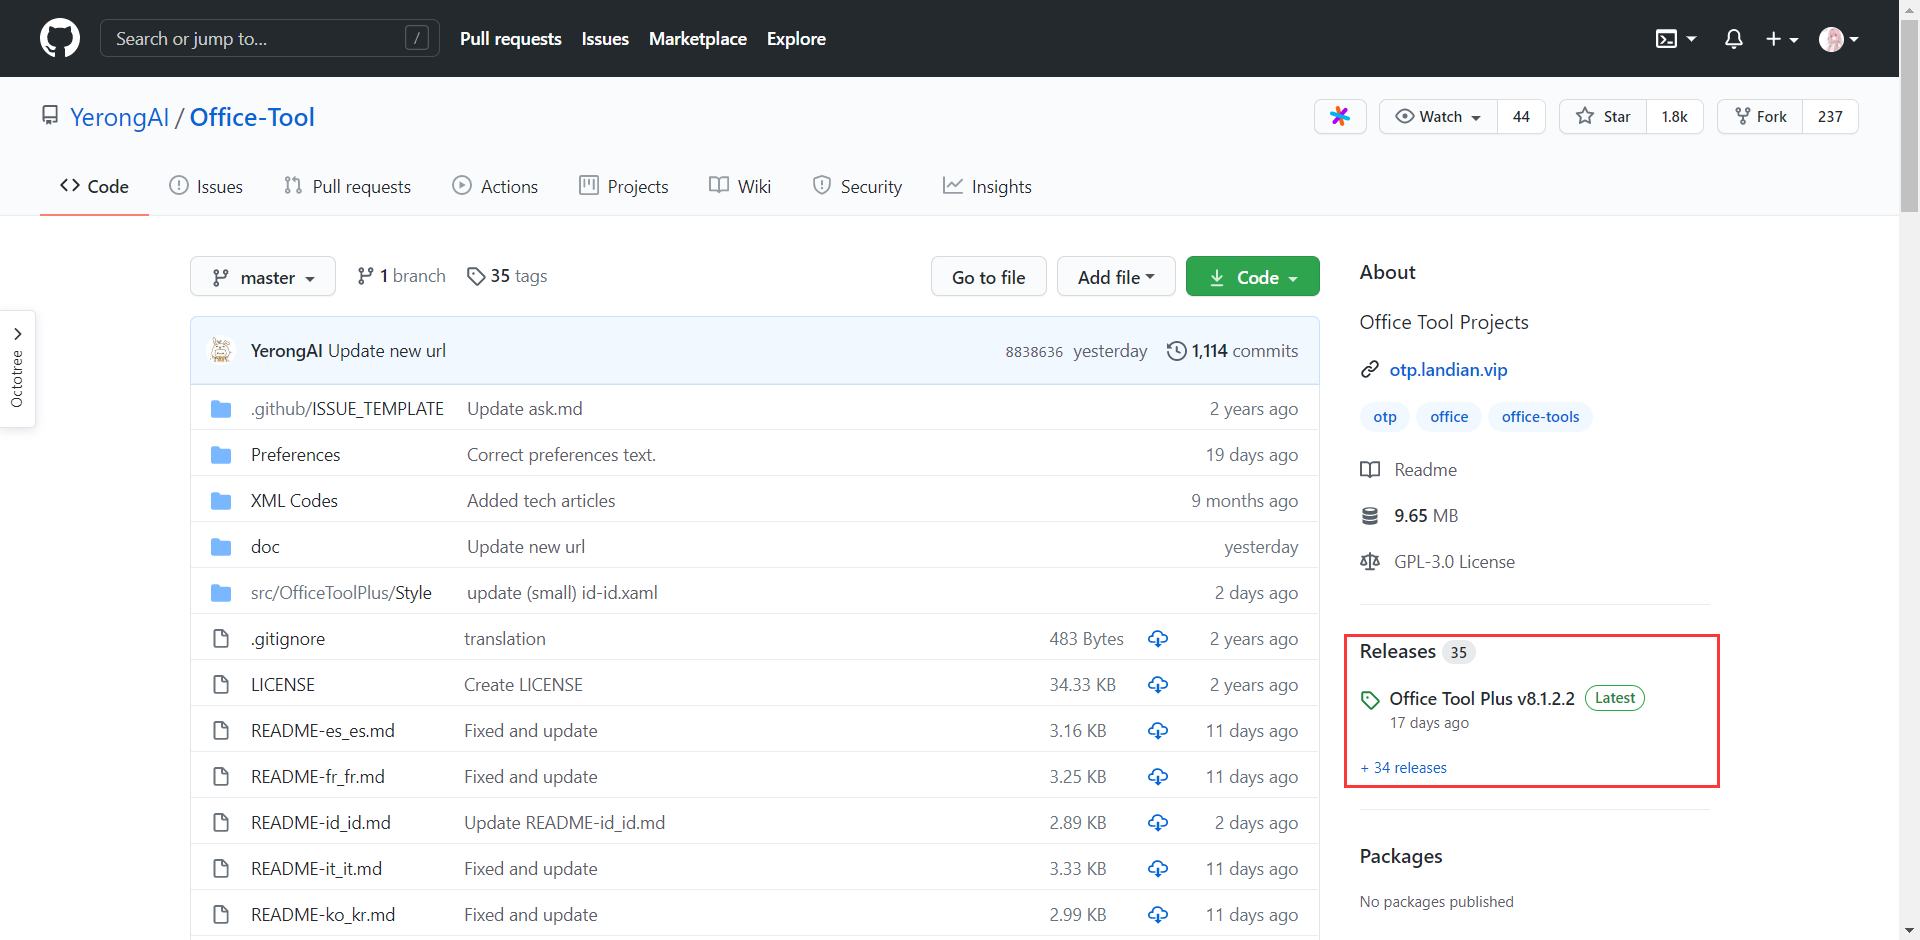 Search or jump to...
/
Pull requests
Issues
Marketplace
Explore
YerongAI / Office-Tool
Watch
44
Star
1.8k
Fork
237
Code
Issues
Pull requests
Actions
Projects
Wiki
Security
Insights
master
1 branch
35 tags
Go to file
Add file
Code
Octotree
YerongAI Update new url
8838636 yesterday
1,114 commits
.github/ISSUE_TEMPLATE
Update ask.md
2 years ago
Preferences
Correct preferences text.
19 days ago
XML Codes
Added tech articles
9 months ago
doc
Update new url
yesterday
src/OfficeToolPlus/Style
update (small) id-id.xaml
2 days ago
.gitignore
translation
483 Bytes
2 years ago
LICENSE
Create LICENSE
34.33 KB
2 years ago
README-es_es.md
Fixed and update
3.16 KB
11 days ago
README-fr_fr.md
Fixed and update
3.25 KB
11 days ago
README-id_id.md
Update README-id_id.md
2.89 KB
2 days ago
README-it_it.md
Fixed and update
3.33 KB
11 days ago
README-ko_kr.md
Fixed and update
2.99 KB
11 days ago
About
Office Tool Projects
otp.landian.vip
otp
office
office-tools
Readme
9.65 MB
GPL-3.0 License
Releases 35
Office Tool Plus v8.1.2.2
Latest
17 days ago
+ 34 releases
Packages
No packages published